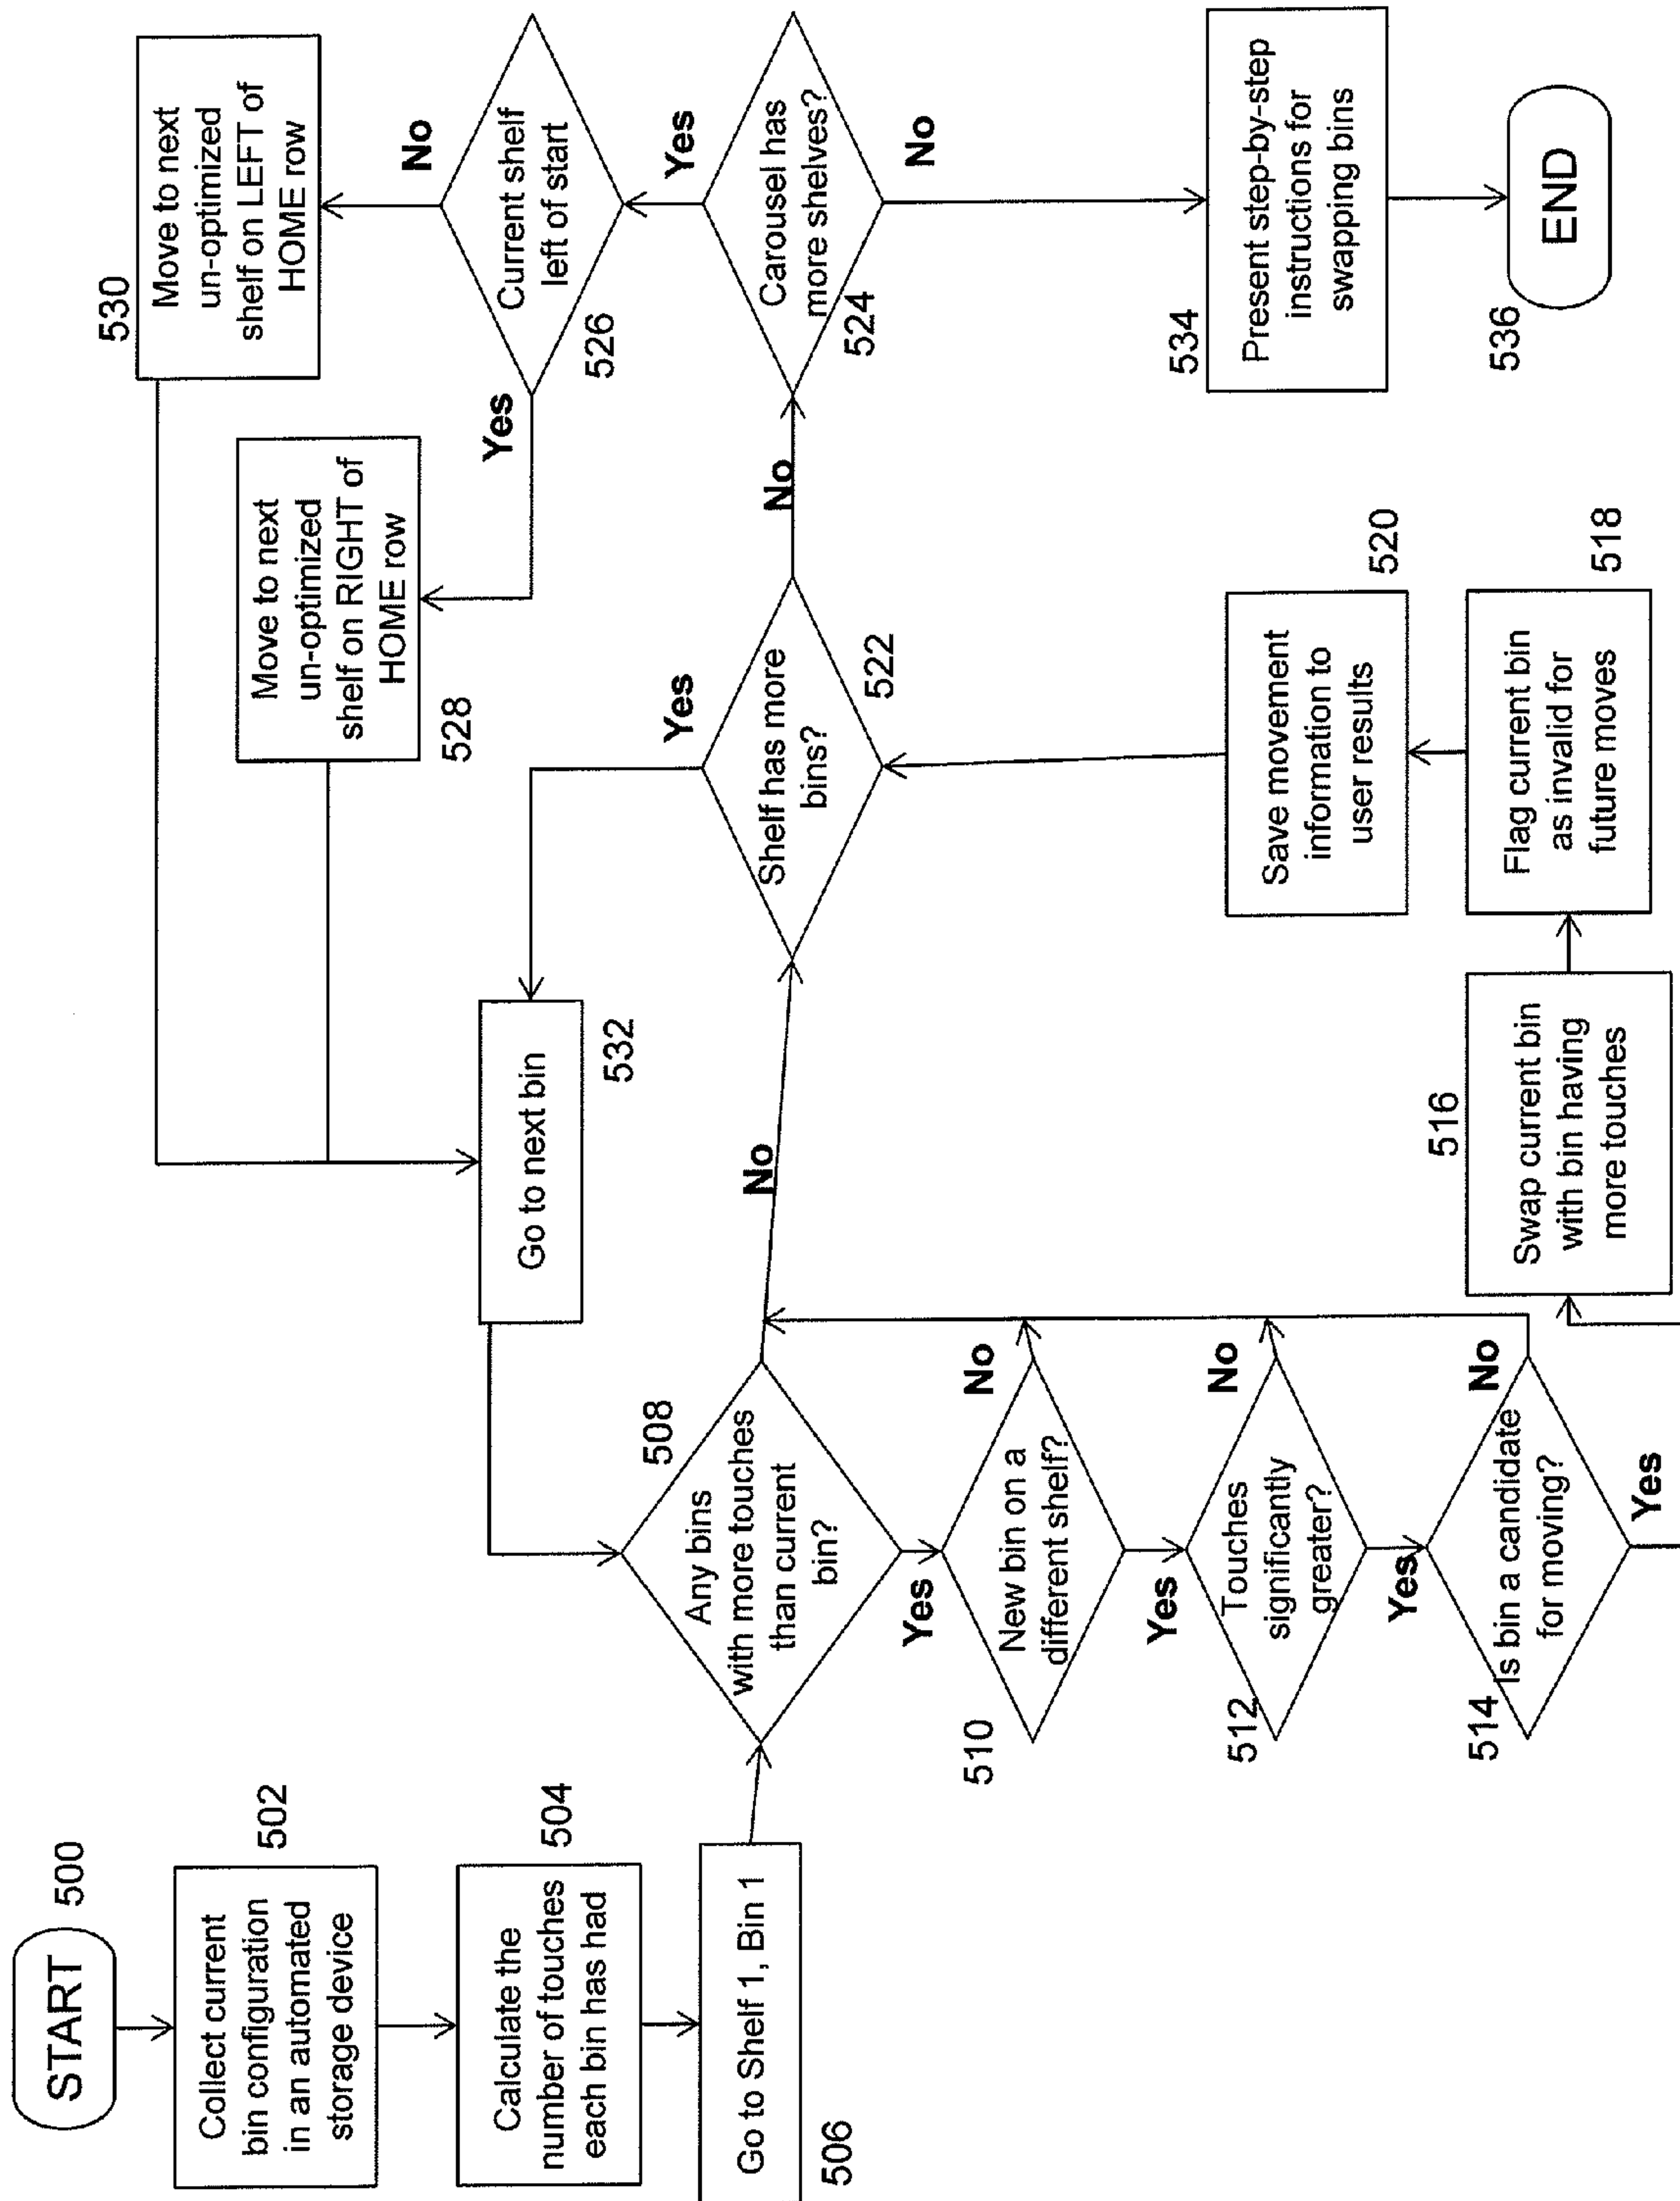 START
500
Collect current
bin configuration
in an automated
storage device
502
Calculate the
number of touches
each bin has had
504
Go to Shelf 1, Bin 1
506
Any bins
with more touches
than current
bin?
508
No
Yes
New bin on a
different shelf?
510
No
Yes
Touches
significantly
greater?
512
No
Yes
Is bin a candidate
for moving?
514
No
Yes
Swap current bin
with bin having
more touches
516
Flag current bin
as invalid for
future moves
518
Save movement
information to
user results
520
Shelf has more
bins?
522
Yes
No
Go to next bin
532
Carousel has
more shelves?
524
Yes
No
Current shelf
left of start
526
Yes
No
Move to next
un-optimized
shelf on RIGHT of
HOME row
528
Move to next
un-optimized
shelf on LEFT of
HOME row
530
Present step-by-step
instructions for
swapping bins
534
END
536